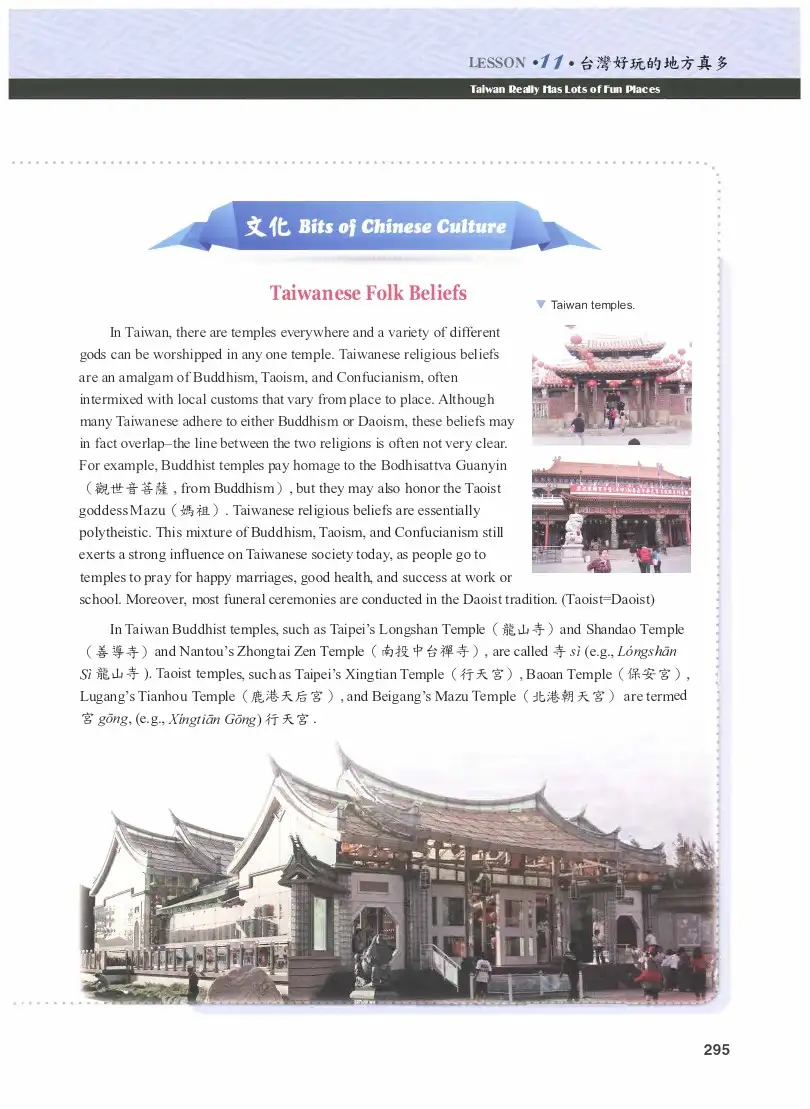 LESSON •11• 台灣好玩的地方真多
Taiwan Really Has Lots of Fun Places
文化 Bits of Chinese Culture
Taiwanese Folk Beliefs
▼ Taiwan temples.
In Taiwan, there are temples everywhere and a variety of different
gods can be worshipped in any one temple. Taiwanese religious beliefs
are an amalgam of Buddhism, Taoism, and Confucianism, often
intermixed with local customs that vary from place to place. Although
many Taiwanese adhere to either Buddhism or Daoism, these beliefs may
in fact overlap–the line between the two religions is often not very clear.
For example, Buddhist temples pay homage to the Bodhisattva Guanyin
（觀世音菩薩 , from Buddhism）, but they may also honor the Taoist
goddess Mazu（媽祖）. Taiwanese religious beliefs are essentially
polytheistic. This mixture of Buddhism, Taoism, and Confucianism still
exerts a strong influence on Taiwanese society today, as people go to
temples to pray for happy marriages, good health, and success at work or
school. Moreover, most funeral ceremonies are conducted in the Daoist tradition. (Taoist=Daoist)
In Taiwan Buddhist temples, such as Taipei’s Longshan Temple（龍山寺）and Shandao Temple
（善導寺）and Nantou’s Zhongtai Zen Temple（南投中台禪寺）, are called 寺 sì (e.g., Lóngshān
Sì 龍山寺 ). Taoist temples, such as Taipei’s Xingtian Temple（行天宮）, Baoan Temple（保安宮）,
Lugang’s Tianhou Temple（鹿港天后宮）, and Beigang’s Mazu Temple（北港朝天宮） are termed
宮 gōng, (e.g., Xíngtiān Gōng) 行天宮 .
295